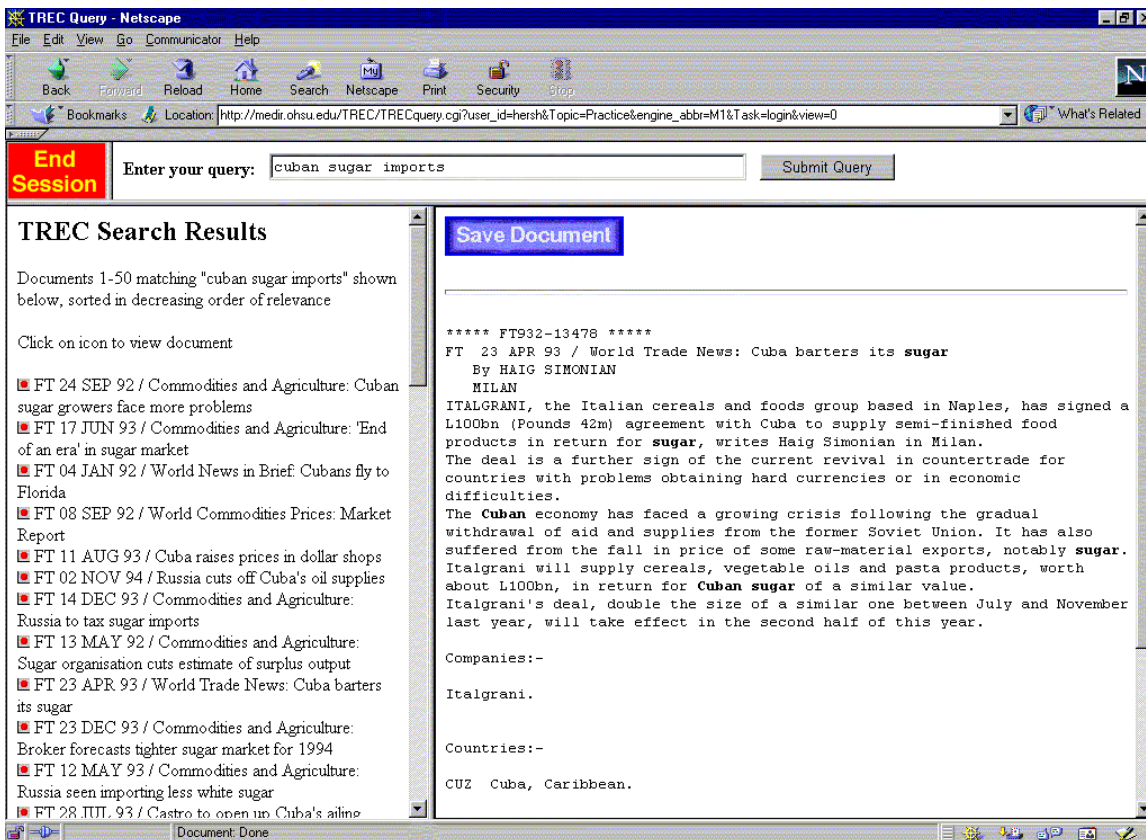 TREC Query - Netscape
File Edit View Go Communicator Help
Back Forward Reload Home Search Netscape Print Security Stop
Bookmarks Location: http://medir.ohsu.edu/TREC/TRECquery.cgi?user_id=hersh&Topic=Practice&engine_abbr=M1&Task=login&view=0 What's Related
End
Session
Enter your query: cuban sugar imports Submit Query
TREC Search Results
Documents 1-50 matching "cuban sugar imports" shown
below, sorted in decreasing order of relevance
Click on icon to view document
FT 24 SEP 92 / Commodities and Agriculture: Cuban
sugar growers face more problems
FT 17 JUN 93 / Commodities and Agriculture: 'End
of an era' in sugar market
FT 04 JAN 92 / World News in Brief: Cubans fly to
Florida
FT 08 SEP 92 / World Commodities Prices: Market
Report
FT 11 AUG 93 / Cuba raises prices in dollar shops
FT 02 NOV 94 / Russia cuts off Cuba's oil supplies
FT 14 DEC 93 / Commodities and Agriculture:
Russia to tax sugar imports
FT 13 MAY 92 / Commodities and Agriculture:
Sugar organisation cuts estimate of surplus output
FT 23 APR 93 / World Trade News: Cuba barters
its sugar
FT 23 DEC 93 / Commodities and Agriculture:
Broker forecasts tighter sugar market for 1994
FT 12 MAY 93 / Commodities and Agriculture:
Russia seen importing less white sugar
FT 28 JUL 93 / Castro to open up Cuba's ailing
Save Document
***** FT932-13478 *****
FT 23 APR 93 / World Trade News: Cuba barters its sugar
By HAIG SIMONIAN
MILAN
ITALGRANI, the Italian cereals and foods group based in Naples, has signed a
L100bn (Pounds 42m) agreement with Cuba to supply semi-finished food
products in return for sugar, writes Haig Simonian in Milan.
The deal is a further sign of the current revival in countertrade for
countries with problems obtaining hard currencies or in economic
difficulties.
The Cuban economy has faced a growing crisis following the gradual
withdrawal of aid and supplies from the former Soviet Union. It has also
suffered from the fall in price of some raw-material exports, notably sugar.
Italgrani will supply cereals, vegetable oils and pasta products, worth
about L100bn, in return for Cuban sugar of a similar value.
Italgrani's deal, double the size of a similar one between July and November
last year, will take effect in the second half of this year.
Companies:-
Italgrani.
Countries:-
CUZ Cuba, Caribbean.
Document: Done